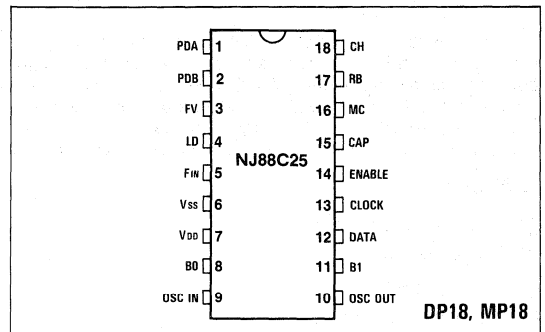 PDA 1 18 CH
PDB 2 17 RB
FV 3 16 MC
LD 4 15 CAP
NJ88C25
FIN 5 14 ENABLE
VSS 6 13 CLOCK
VDD 7 12 DATA
B0 8 11 B1
OSC IN 9 10 OSC OUT
DP18, MP18